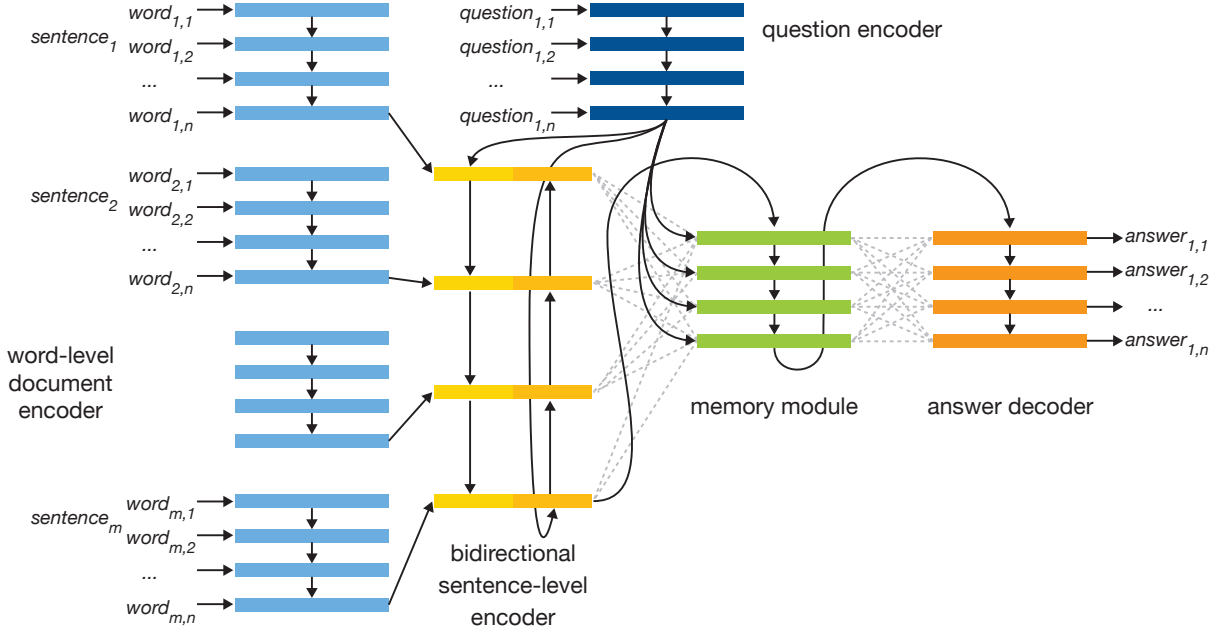 sentence₁
word₁,₁
word₁,₂
...
word₁,ₙ
sentence₂
word₂,₁
word₂,₂
...
word₂,ₙ
word-level
document
encoder
sentenceₘ
wordₘ,₁
wordₘ,₂
...
wordₘ,ₙ
question₁,₁
question₁,₂
...
question₁,ₙ
question encoder
bidirectional
sentence-level
encoder
memory module
answer decoder
answer₁,₁
answer₁,₂
...
answer₁,ₙ